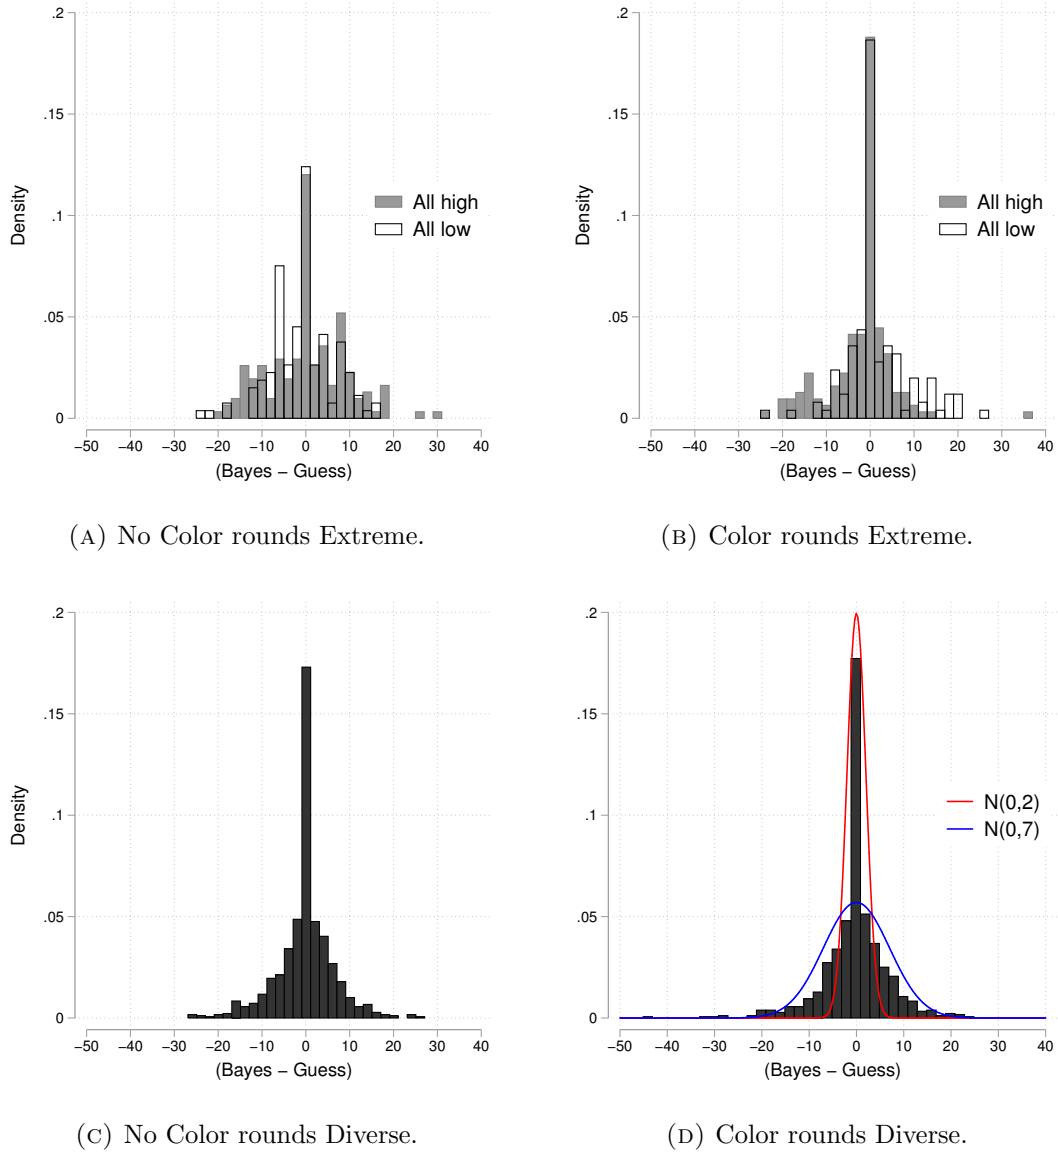 .2
.15
.1
.05
0
Density
All high
All low
−50 −40 −30 −20 −10 0 10 20 30 40
(Bayes − Guess)
(A) No Color rounds Extreme.
.2
.15
.1
.05
0
Density
All high
All low
−50 −40 −30 −20 −10 0 10 20 30 40
(Bayes − Guess)
(B) Color rounds Extreme.
.2
.15
.1
.05
0
Density
−50 −40 −30 −20 −10 0 10 20 30 40
(Bayes − Guess)
(C) No Color rounds Diverse.
.2
.15
.1
.05
0
N(0,2)
N(0,7)
−50 −40 −30 −20 −10 0 10 20 30 40
(Bayes − Guess)
(D) Color rounds Diverse.